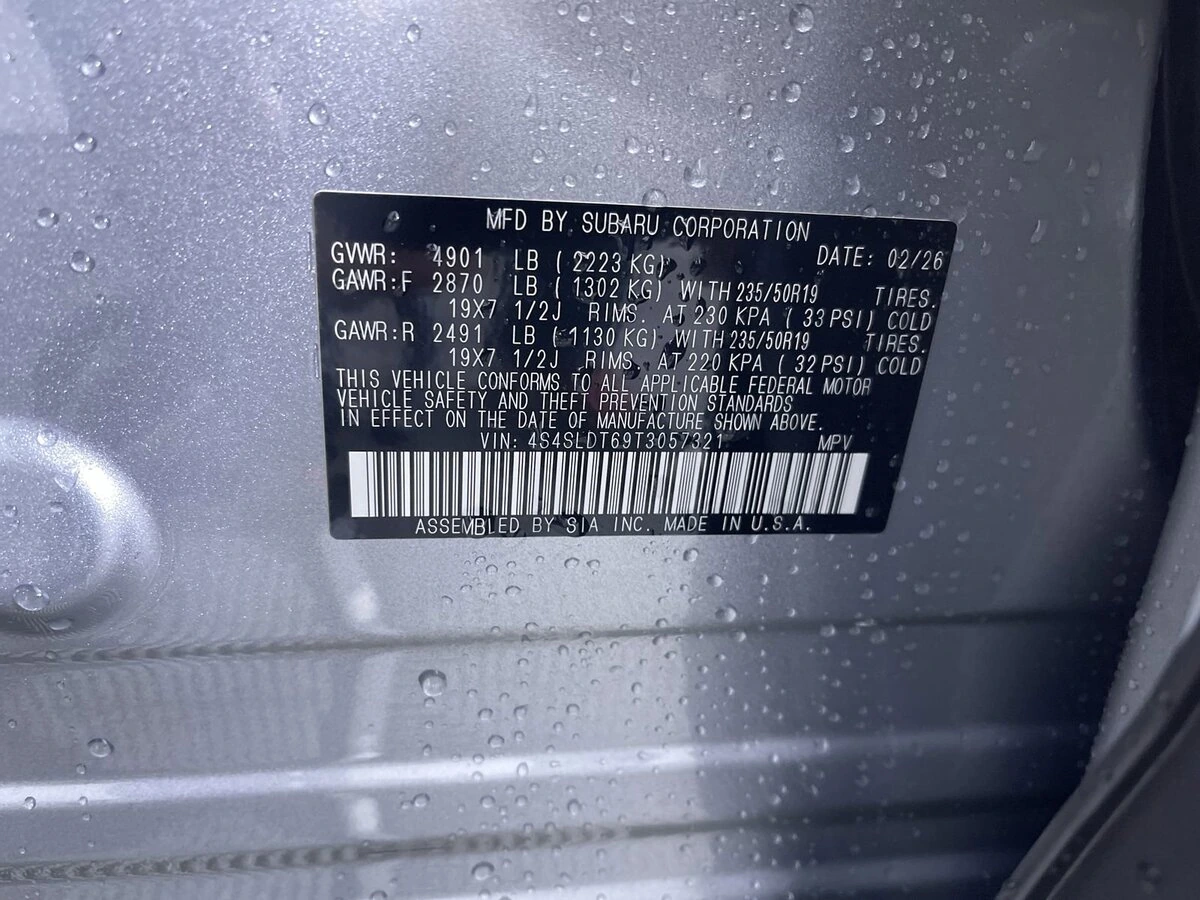 MFD BY SUBARU CORPORATION
GVWR: 4901 LB ( 2223 KG) DATE: 02/26
GAWR:F 2870 LB ( 1302 KG) WITH 235/50R19 TIRES.
19X7 1/2J RIMS. AT 230 KPA ( 33 PSI) COLD
GAWR:R 2491 LB ( 1130 KG) WITH 235/50R19 TIRES.
19X7 1/2J RIMS. AT 220 KPA ( 32 PSI) COLD
THIS VEHICLE CONFORMS TO ALL APPLICABLE FEDERAL MOTOR
VEHICLE SAFETY AND THEFT PREVENTION STANDARDS
IN EFFECT ON THE DATE OF MANUFACTURE SHOWN ABOVE.
VIN: 4S4SLDT69T3057321 MPV
ASSEMBLED BY SIA INC. MADE IN U.S.A.